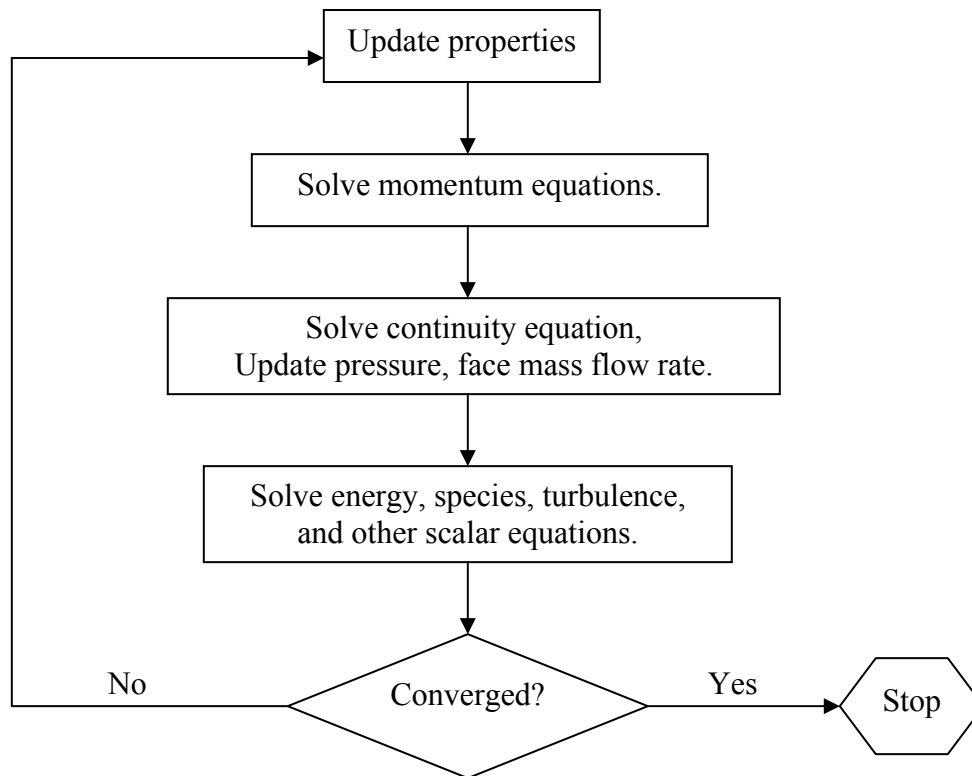 Update properties
Solve momentum equations.
Solve continuity equation,
Update pressure, face mass flow rate.
Solve energy, species, turbulence,
and other scalar equations.
No
Converged?
Yes
Stop